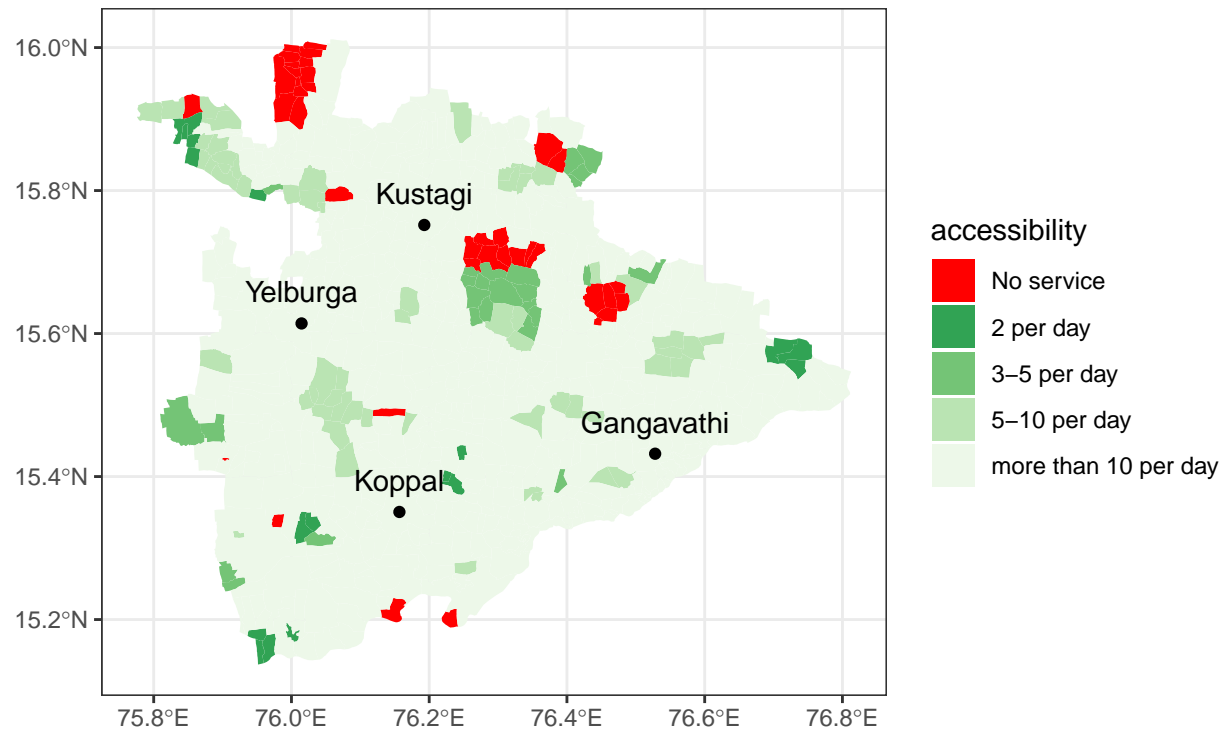 16.0°N
15.8°N
15.6°N
15.4°N
15.2°N
75.8°E 76.0°E 76.2°E 76.4°E 76.6°E 76.8°E
Kustagi
Yelburga
Gangavathi
Koppal
accessibility
No service
2 per day
3–5 per day
5–10 per day
more than 10 per day